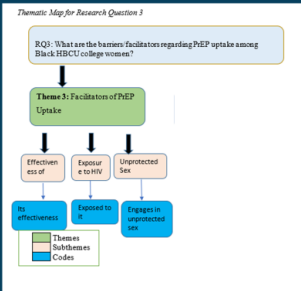 Thematic Map for Research Question 3
RQ3: What are the barriers/facilitators regarding PrEP uptake among
Black HBCU college women?
Theme 3: Facilitators of PrEP
Uptake
Effectiven
ess of
Exposur
e to HIV
Unprotected
Sex
Its
effectiveness
Exposed to
it
Engages in
unprotected
sex
Themes
Subthemes
Codes